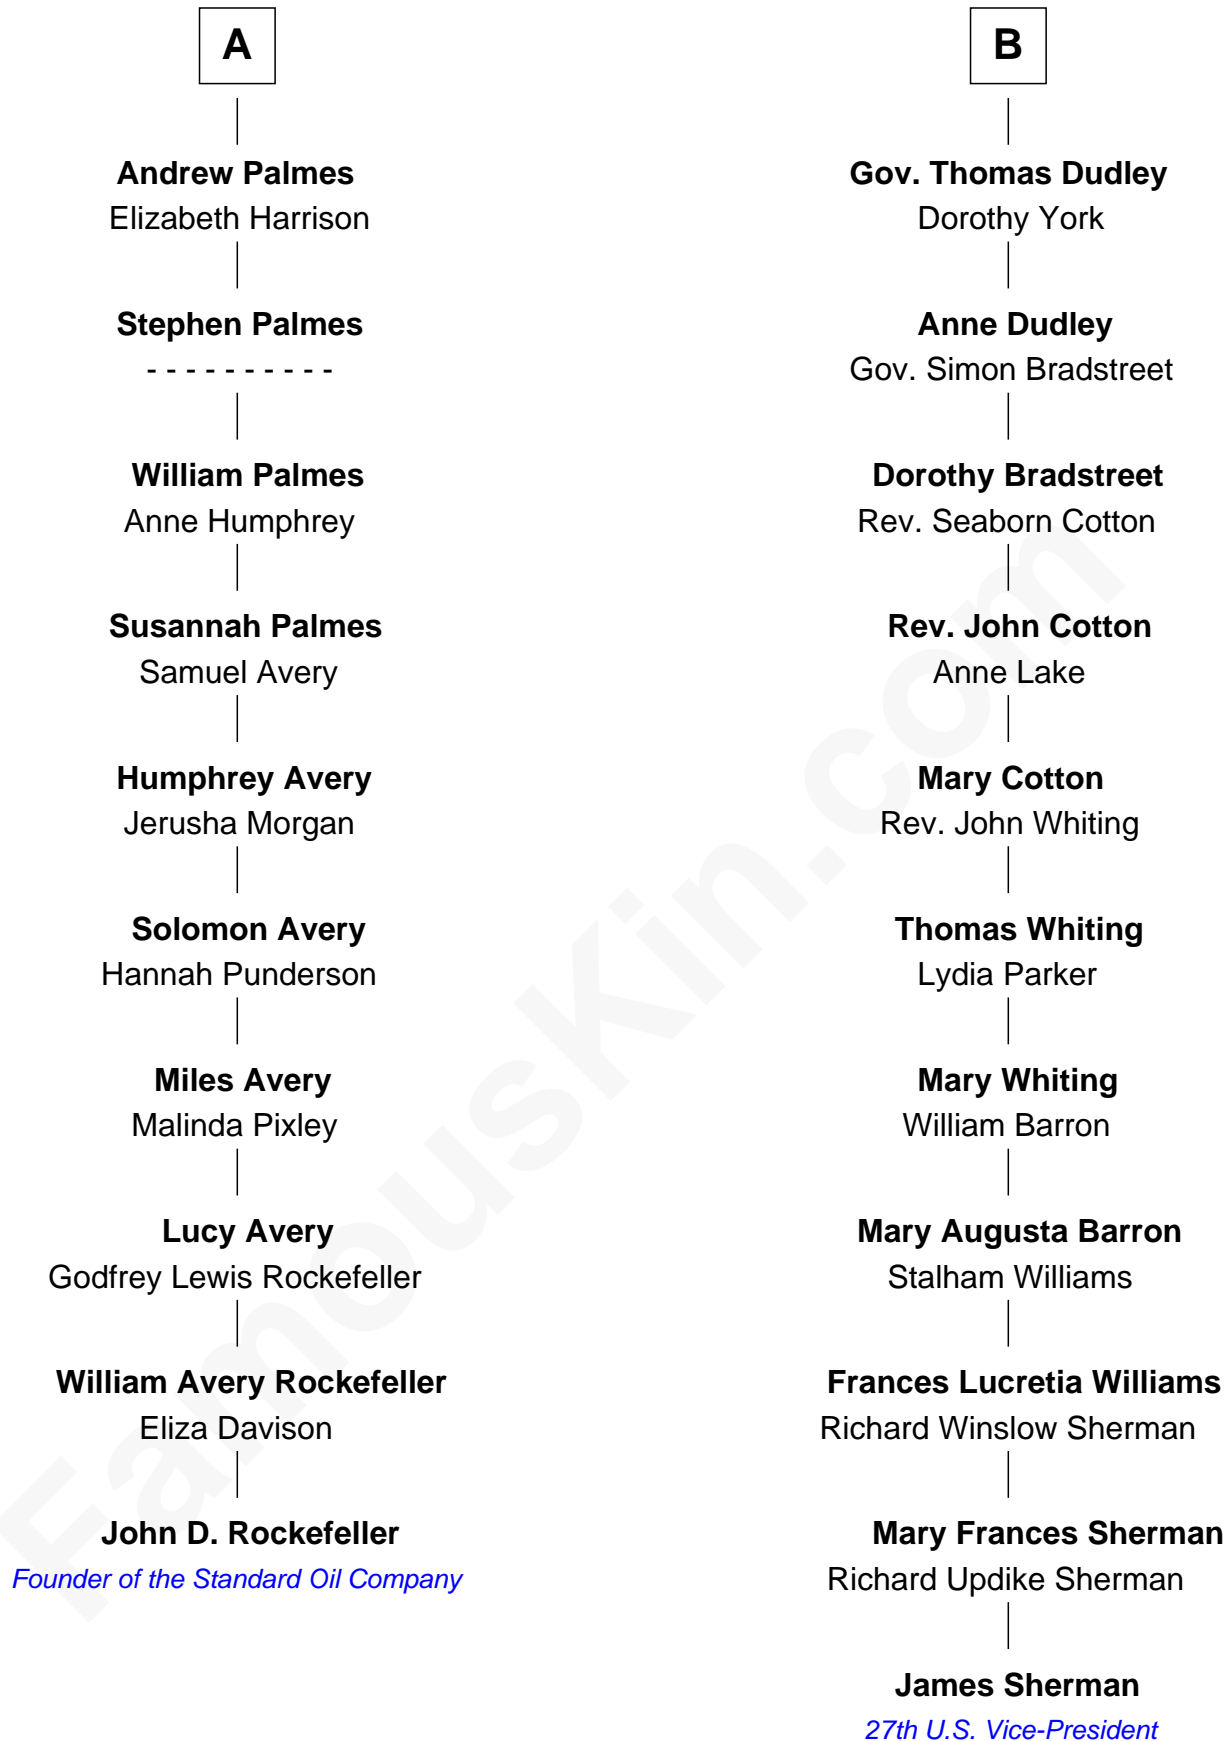 A
Andrew Palmes
Elizabeth Harrison
Stephen Palmes
- - - - - - - - - -
William Palmes
Anne Humphrey
Susannah Palmes
Samuel Avery
Humphrey Avery
Jerusha Morgan
Solomon Avery
Hannah Punderson
Miles Avery
Malinda Pixley
Lucy Avery
Godfrey Lewis Rockefeller
William Avery Rockefeller
Eliza Davison
John D. Rockefeller
Founder of the Standard Oil Company
B
Gov. Thomas Dudley
Dorothy York
Anne Dudley
Gov. Simon Bradstreet
Dorothy Bradstreet
Rev. Seaborn Cotton
Rev. John Cotton
Anne Lake
Mary Cotton
Rev. John Whiting
Thomas Whiting
Lydia Parker
Mary Whiting
William Barron
Mary Augusta Barron
Stalham Williams
Frances Lucretia Williams
Richard Winslow Sherman
Mary Frances Sherman
Richard Updike Sherman
James Sherman
27th U.S. Vice-President
FamousKin.com